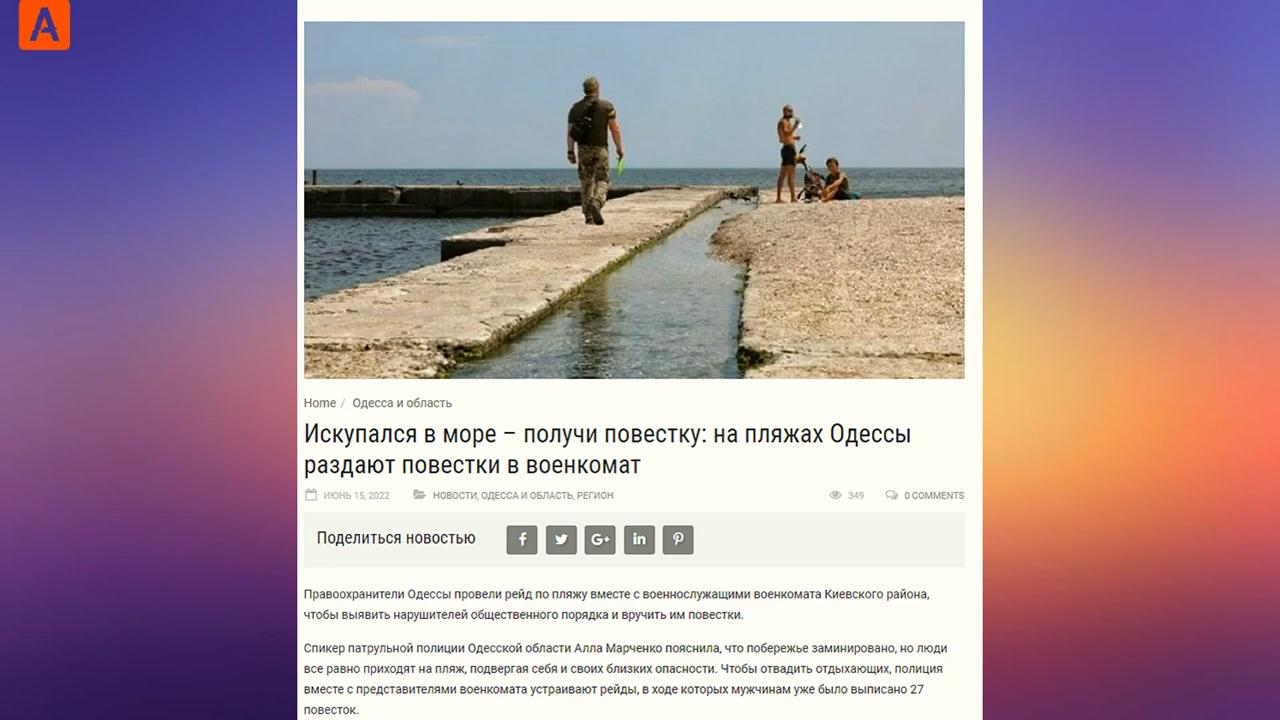 A
Home / Одесса и область
Искупался в море – получи повестку: на пляжах Одессы
раздают повестки в военкомат
ИЮНЬ 15, 2022 НОВОСТИ, ОДЕССА И ОБЛАСТЬ, РЕГИОН 349 0 COMMENTS
Поделиться новостью f G+ in
Правоохранители Одессы провели рейд по пляжу вместе с военнослужащими военкомата Киевского района,
чтобы выявить нарушителей общественного порядка и вручить им повестки.
Спикер патрульной полиции Одесской области Алла Марченко пояснила, что побережье заминировано, но люди
все равно приходят на пляж, подвергая себя и своих близких опасности. Чтобы отвадить отдыхающих, полиция
вместе с представителями военкомата устраивают рейды, в ходе которых мужчинам уже было выписано 27
повесток.